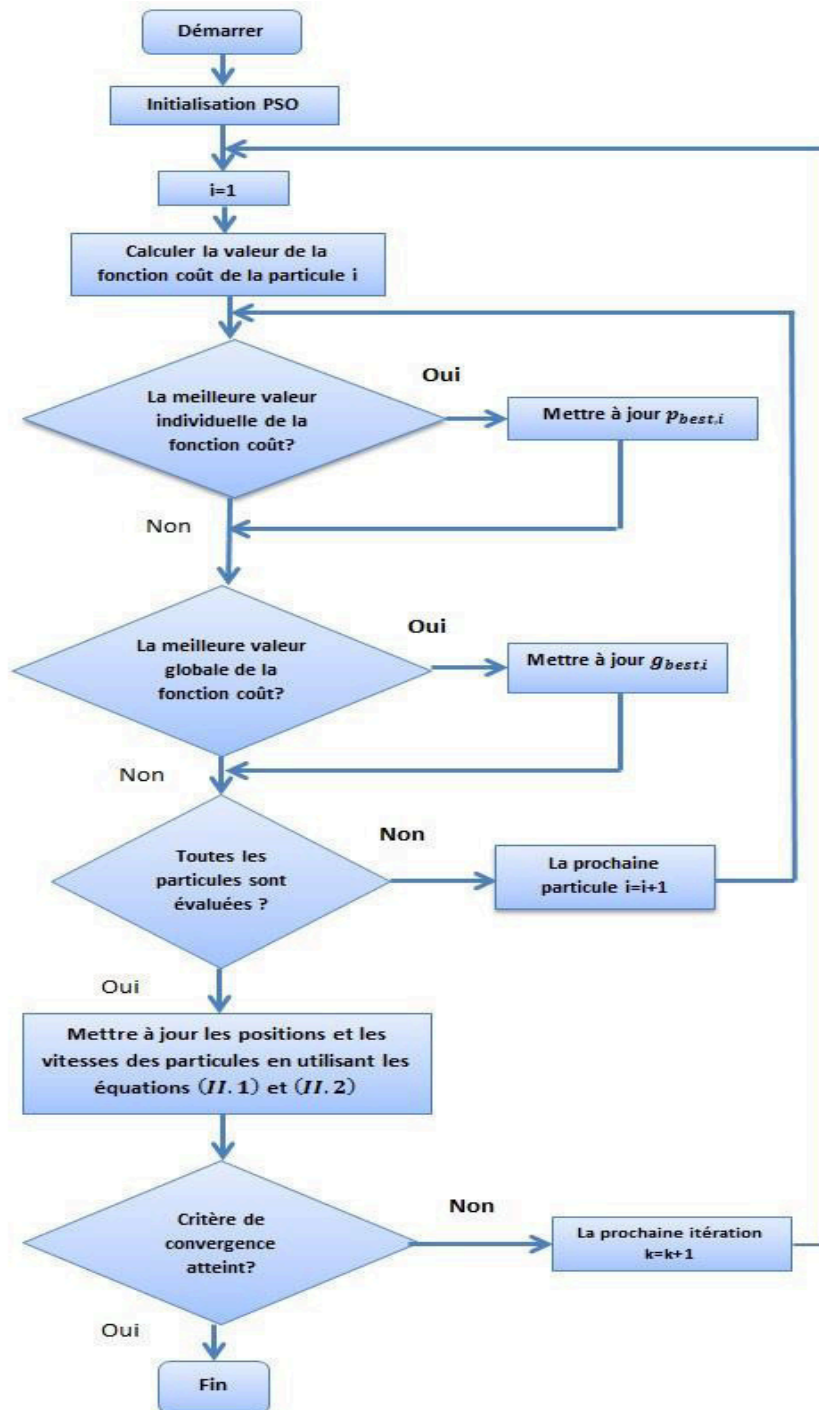 Démarrer
Initialisation PSO
i=1
Calculer la valeur de la
fonction coût de la particule i
Oui
La meilleure valeur
individuelle de la
fonction coût?
Mettre à jour p_{best,i}
Non
Oui
La meilleure valeur
globale de la
fonction coût?
Mettre à jour g_{best,i}
Non
Non
Toutes les
particules sont
évaluées ?
La prochaine
particule i=i+1
Oui
Mettre à jour les positions et les
vitesses des particules en utilisant les
équations (II.1) et (II.2)
Non
Critère de
convergence
atteint?
La prochaine itération
k=k+1
Oui
Fin